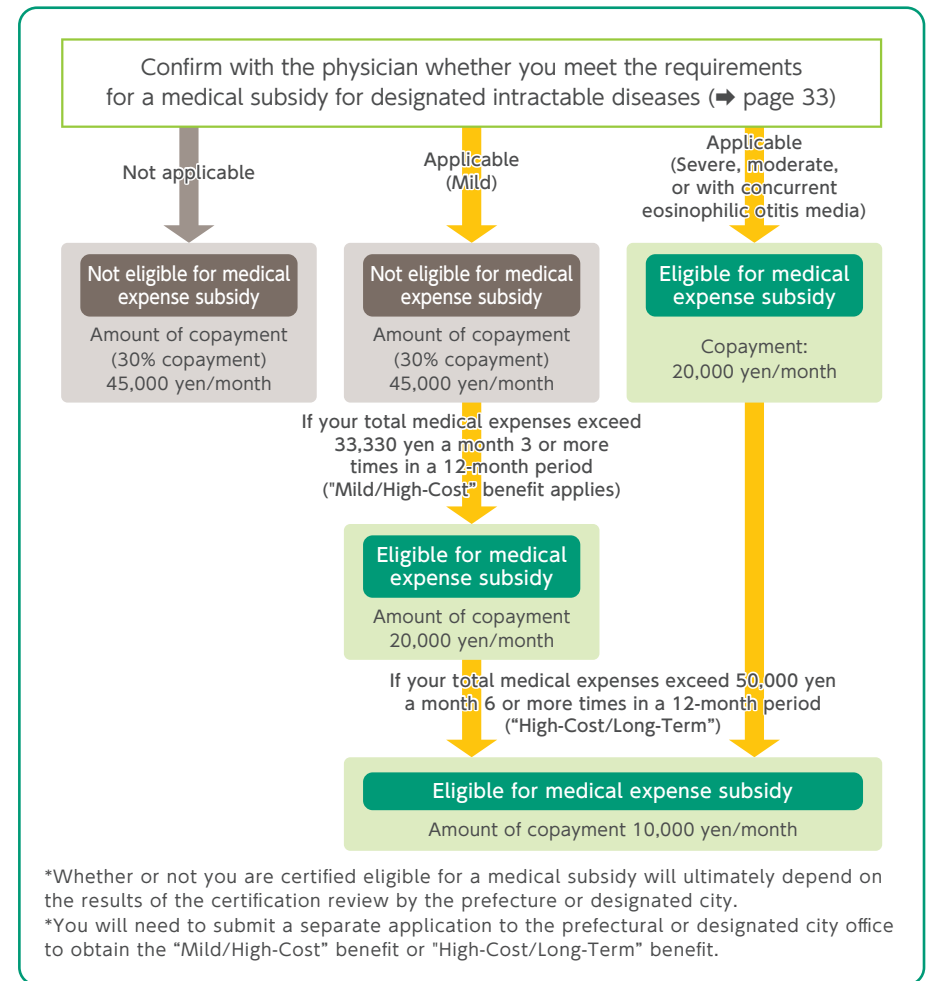 Confirm with the physician whether you meet the requirements
for a medical subsidy for designated intractable diseases (➡ page 33)
Not applicable
Applicable
(Mild)
Applicable
(Severe, moderate,
or with concurrent
eosinophilic otitis media)
Not eligible for medical
expense subsidy
Amount of copayment
(30% copayment)
45,000 yen/month
Not eligible for medical
expense subsidy
Amount of copayment
(30% copayment)
45,000 yen/month
Eligible for medical
expense subsidy
Copayment:
20,000 yen/month
If your total medical expenses exceed
33,330 yen a month 3 or more
times in a 12-month period
("Mild/High-Cost” benefit applies)
Eligible for medical
expense subsidy
Amount of copayment
20,000 yen/month
If your total medical expenses exceed 50,000 yen
a month 6 or more times in a 12-month period
(“High-Cost/Long-Term”)
Eligible for medical expense subsidy
Amount of copayment 10,000 yen/month
*Whether or not you are certified eligible for a medical subsidy will ultimately depend on
the results of the certification review by the prefecture or designated city.
*You will need to submit a separate application to the prefectural or designated city office
to obtain the “Mild/High-Cost” benefit or "High-Cost/Long-Term” benefit.